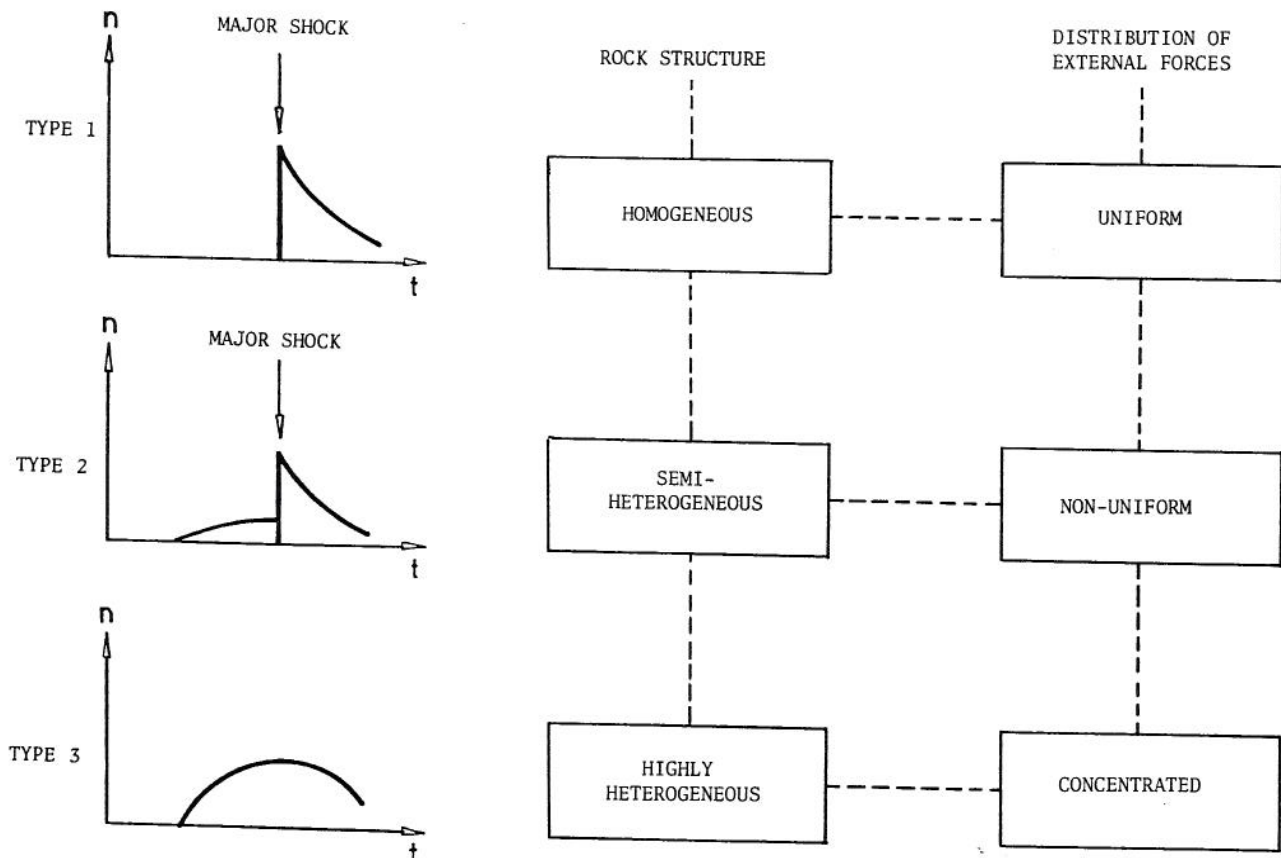 n
MAJOR SHOCK
TYPE 1
t
ROCK STRUCTURE
DISTRIBUTION OF
EXTERNAL FORCES
HOMOGENEOUS
UNIFORM
n
MAJOR SHOCK
TYPE 2
t
SEMI-
HETEROGENEOUS
NON-UNIFORM
n
TYPE 3
t
HIGHLY
HETEROGENEOUS
CONCENTRATED